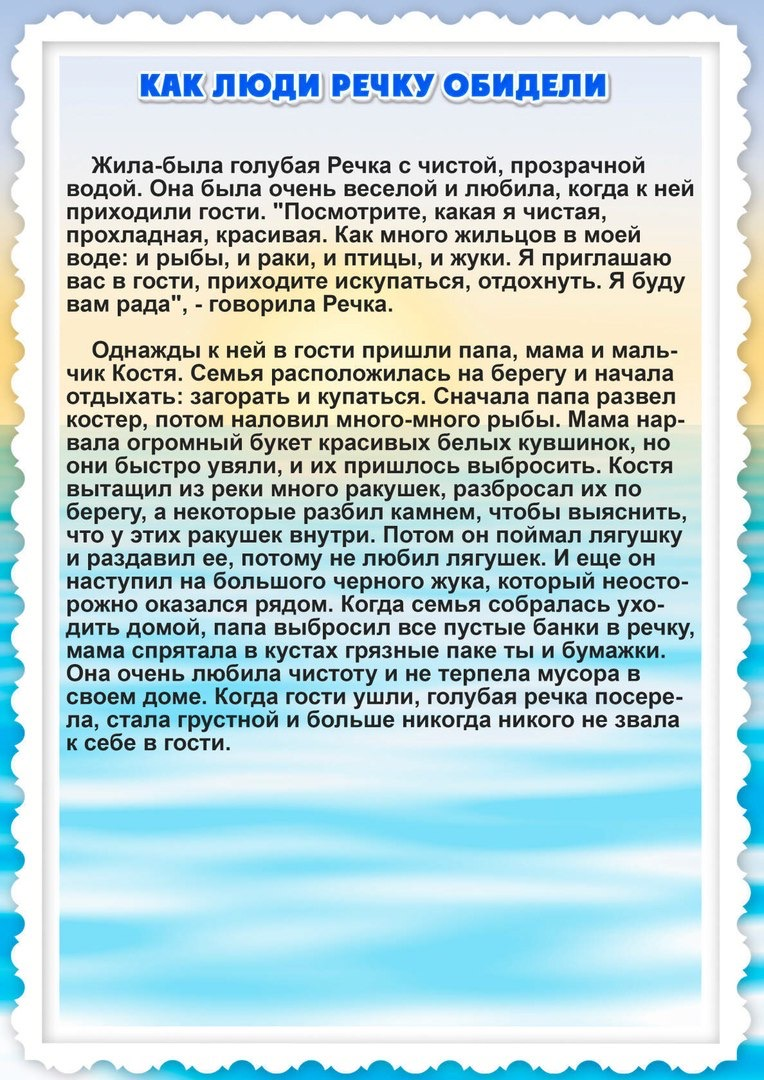 КАК ЛЮДИ РЕЧКУ ОБИДЕЛИ
Жила-была голубая Речка с чистой, прозрачной
водой. Она была очень веселой и любила, когда к ней
приходили гости. "Посмотрите, какая я чистая,
прохладная, красивая. Как много жильцов в моей
воде: и рыбы, и раки, и птицы, и жуки. Я приглашаю
вас в гости, приходите искупаться, отдохнуть. Я буду
вам рада", - говорила Речка.
Однажды к ней в гости пришли папа, мама и маль-
чик Костя. Семья расположилась на берегу и начала
отдыхать: загорать и купаться. Сначала папа развел
костер, потом наловил много-много рыбы. Мама нар-
вала огромный букет красивых белых кувшинок, но
они быстро увяли, и их пришлось выбросить. Костя
вытащил из реки много ракушек, разбросал их по
берегу, а некоторые разбил камнем, чтобы выяснить,
что у этих ракушек внутри. Потом он поймал лягушку
и раздавил ее, потому не любил лягушек. И еще он
наступил на большого черного жука, который неосто-
рожно оказался рядом. Когда семья собралась ухо-
дить домой, папа выбросил все пустые банки в речку,
мама спрятала в кустах грязные паке ты и бумажки.
Она очень любила чистоту и не терпела мусора в
своем доме. Когда гости ушли, голубая речка посере-
ла, стала грустной и больше никогда никого не звала
к себе в гости.